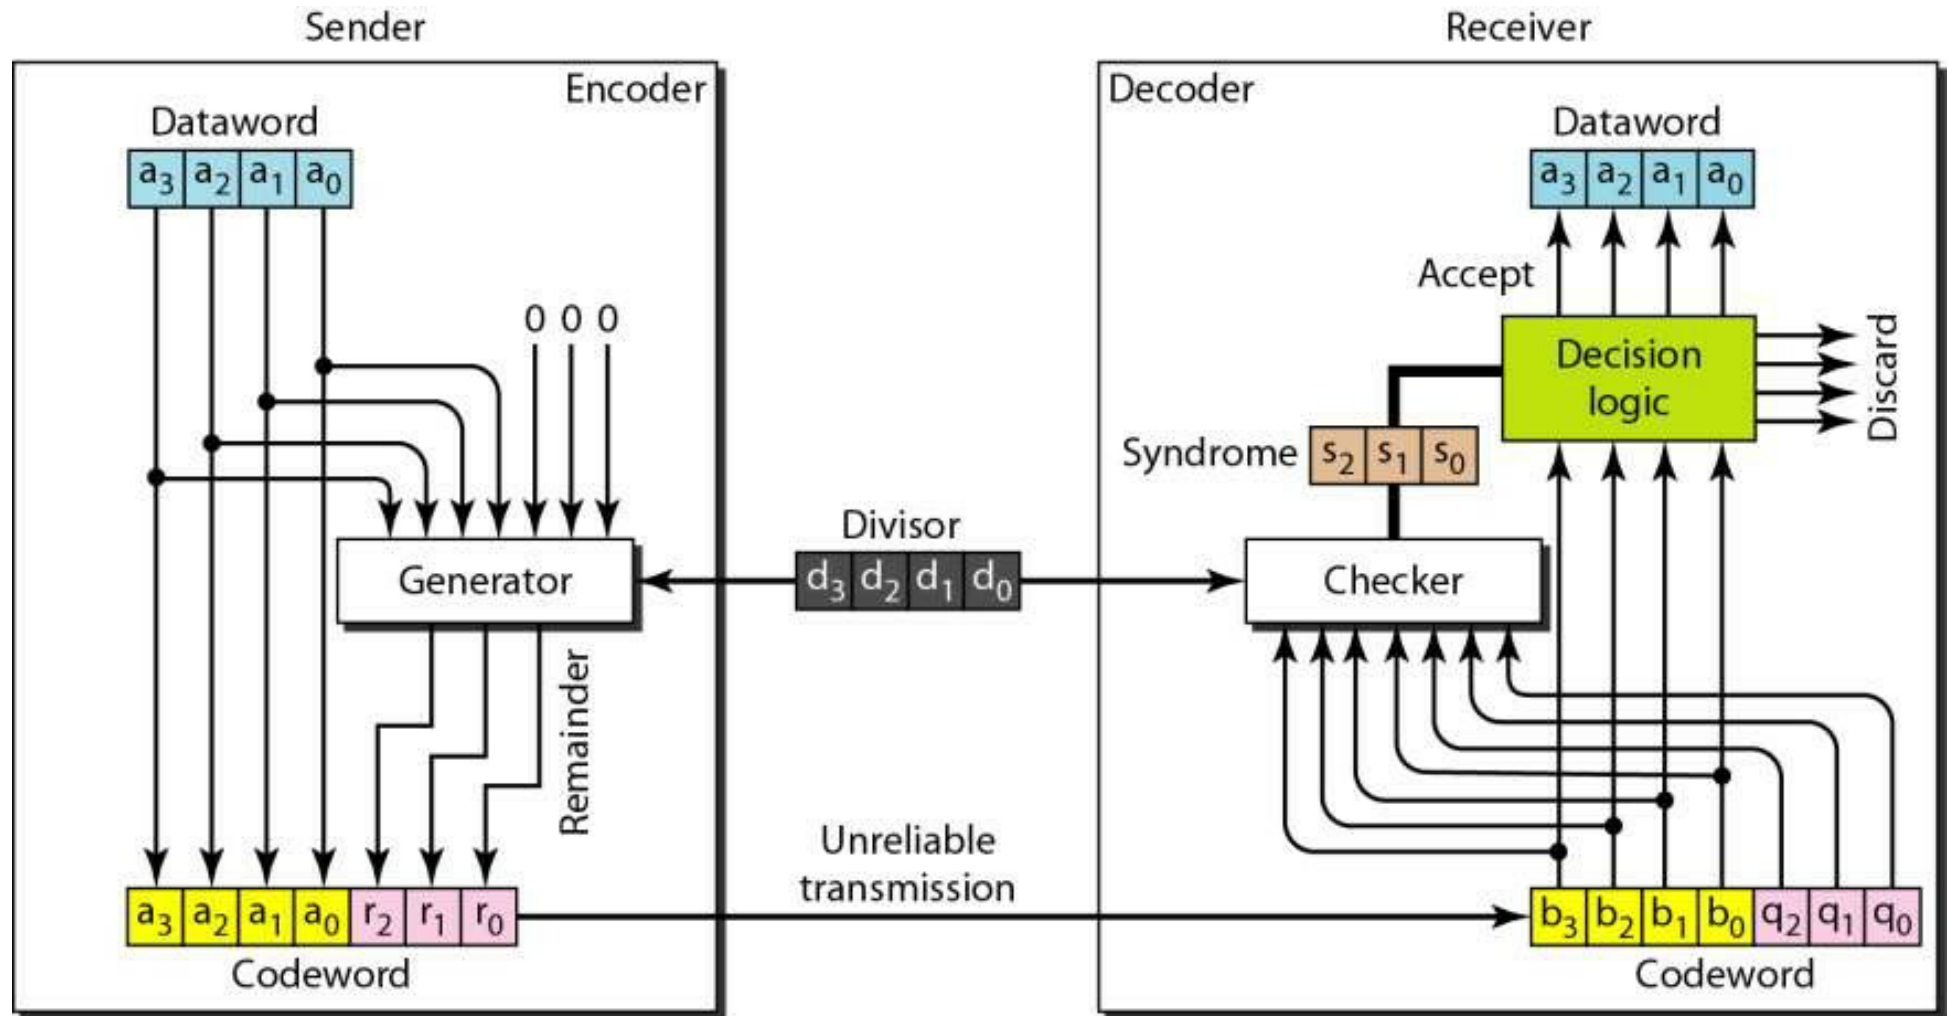 Sender
Encoder
Dataword
a3 a2 a1 a0
0 0 0
Generator
Remainder
a3 a2 a1 a0 r2 r1 r0
Codeword
Divisor
d3 d2 d1 d0
Unreliable
transmission
Receiver
Decoder
Dataword
a3 a2 a1 a0
Accept
Decision
logic
Discard
Syndrome
s2 s1 s0
Checker
b3 b2 b1 b0 q2 q1 q0
Codeword